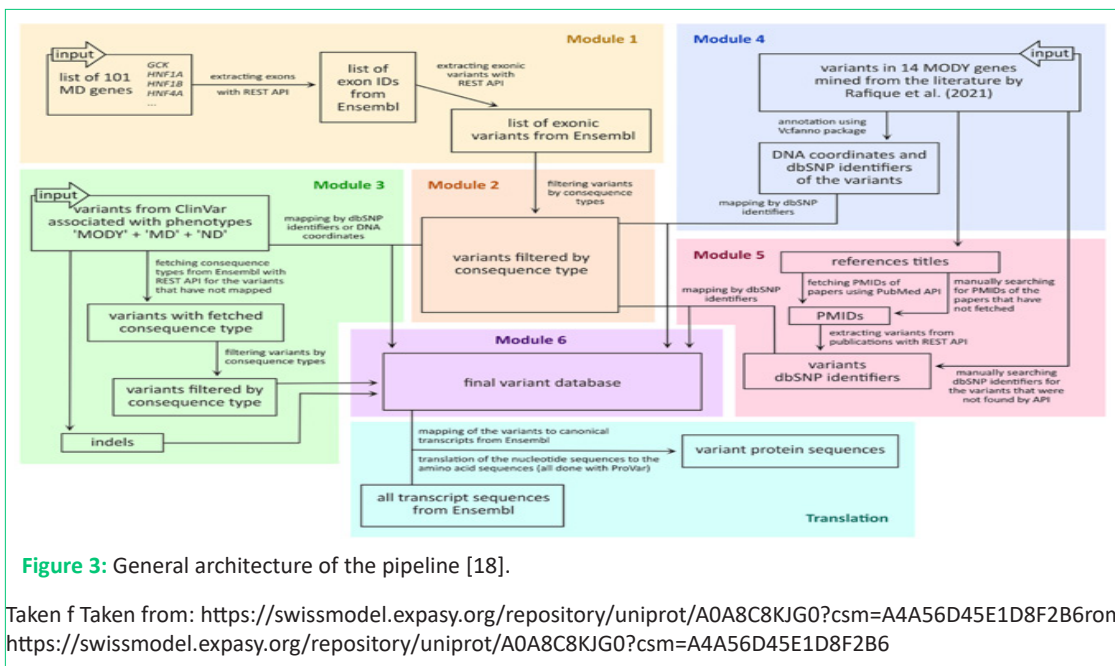 Module 1
input
list of 101
MD genes
GCK
HNF1A
HNF1B
HNF4A
...
extracting exons
with REST API
list of
exon IDs
from
Ensembl
extracting exonic
variants with
REST API
list of exonic
variants from Ensembl
Module 4
input
variants in 14 MODY genes
mined from the literature by
Rafique et al. (2021)
annotation using
Vcfanno package
DNA coordinates and
dbSNP identifiers
of the variants
mapping by dbSNP
identifiers
Module 3
input
variants from ClinVar
associated with phenotypes
'MODY' + 'MD' + 'ND'
mapping by dbSNP
identifiers or DNA
coordinates
fetching consequence
types from Ensembl with
REST API for the variants
that have not mapped
variants with fetched
consequence type
filtering variants by
consequence types
variants filtered by
consequence type
indels
Module 2
filtering variants
by consequence
types
variants filtered by
consequence type
Module 5
references titles
fetching PMIDs of
papers using PubMed API
manually searching
for PMIDs of the
papers that have
not fetched
PMIDs
extracting variants from
publications with REST API
mapping by dbSNP
identifiers
variants
dbSNP identifiers
manually searching
dbSNP identifiers for
the variants that were
not found by API
Module 6
final variant database
mapping of the variants to canonical
transcripts from Ensembl
translation of the nucleotide sequences to the
amino acid sequences (all done with ProVar)
variant protein sequences
all transcript sequences
from Ensembl
Translation
Figure 3: General architecture of the pipeline [18].
Taken f Taken from: https://swissmodel.expasy.org/repository/uniprot/A0A8C8KJG0?csm=A4A56D45E1D8F2B6ron
https://swissmodel.expasy.org/repository/uniprot/A0A8C8KJG0?csm=A4A56D45E1D8F2B6